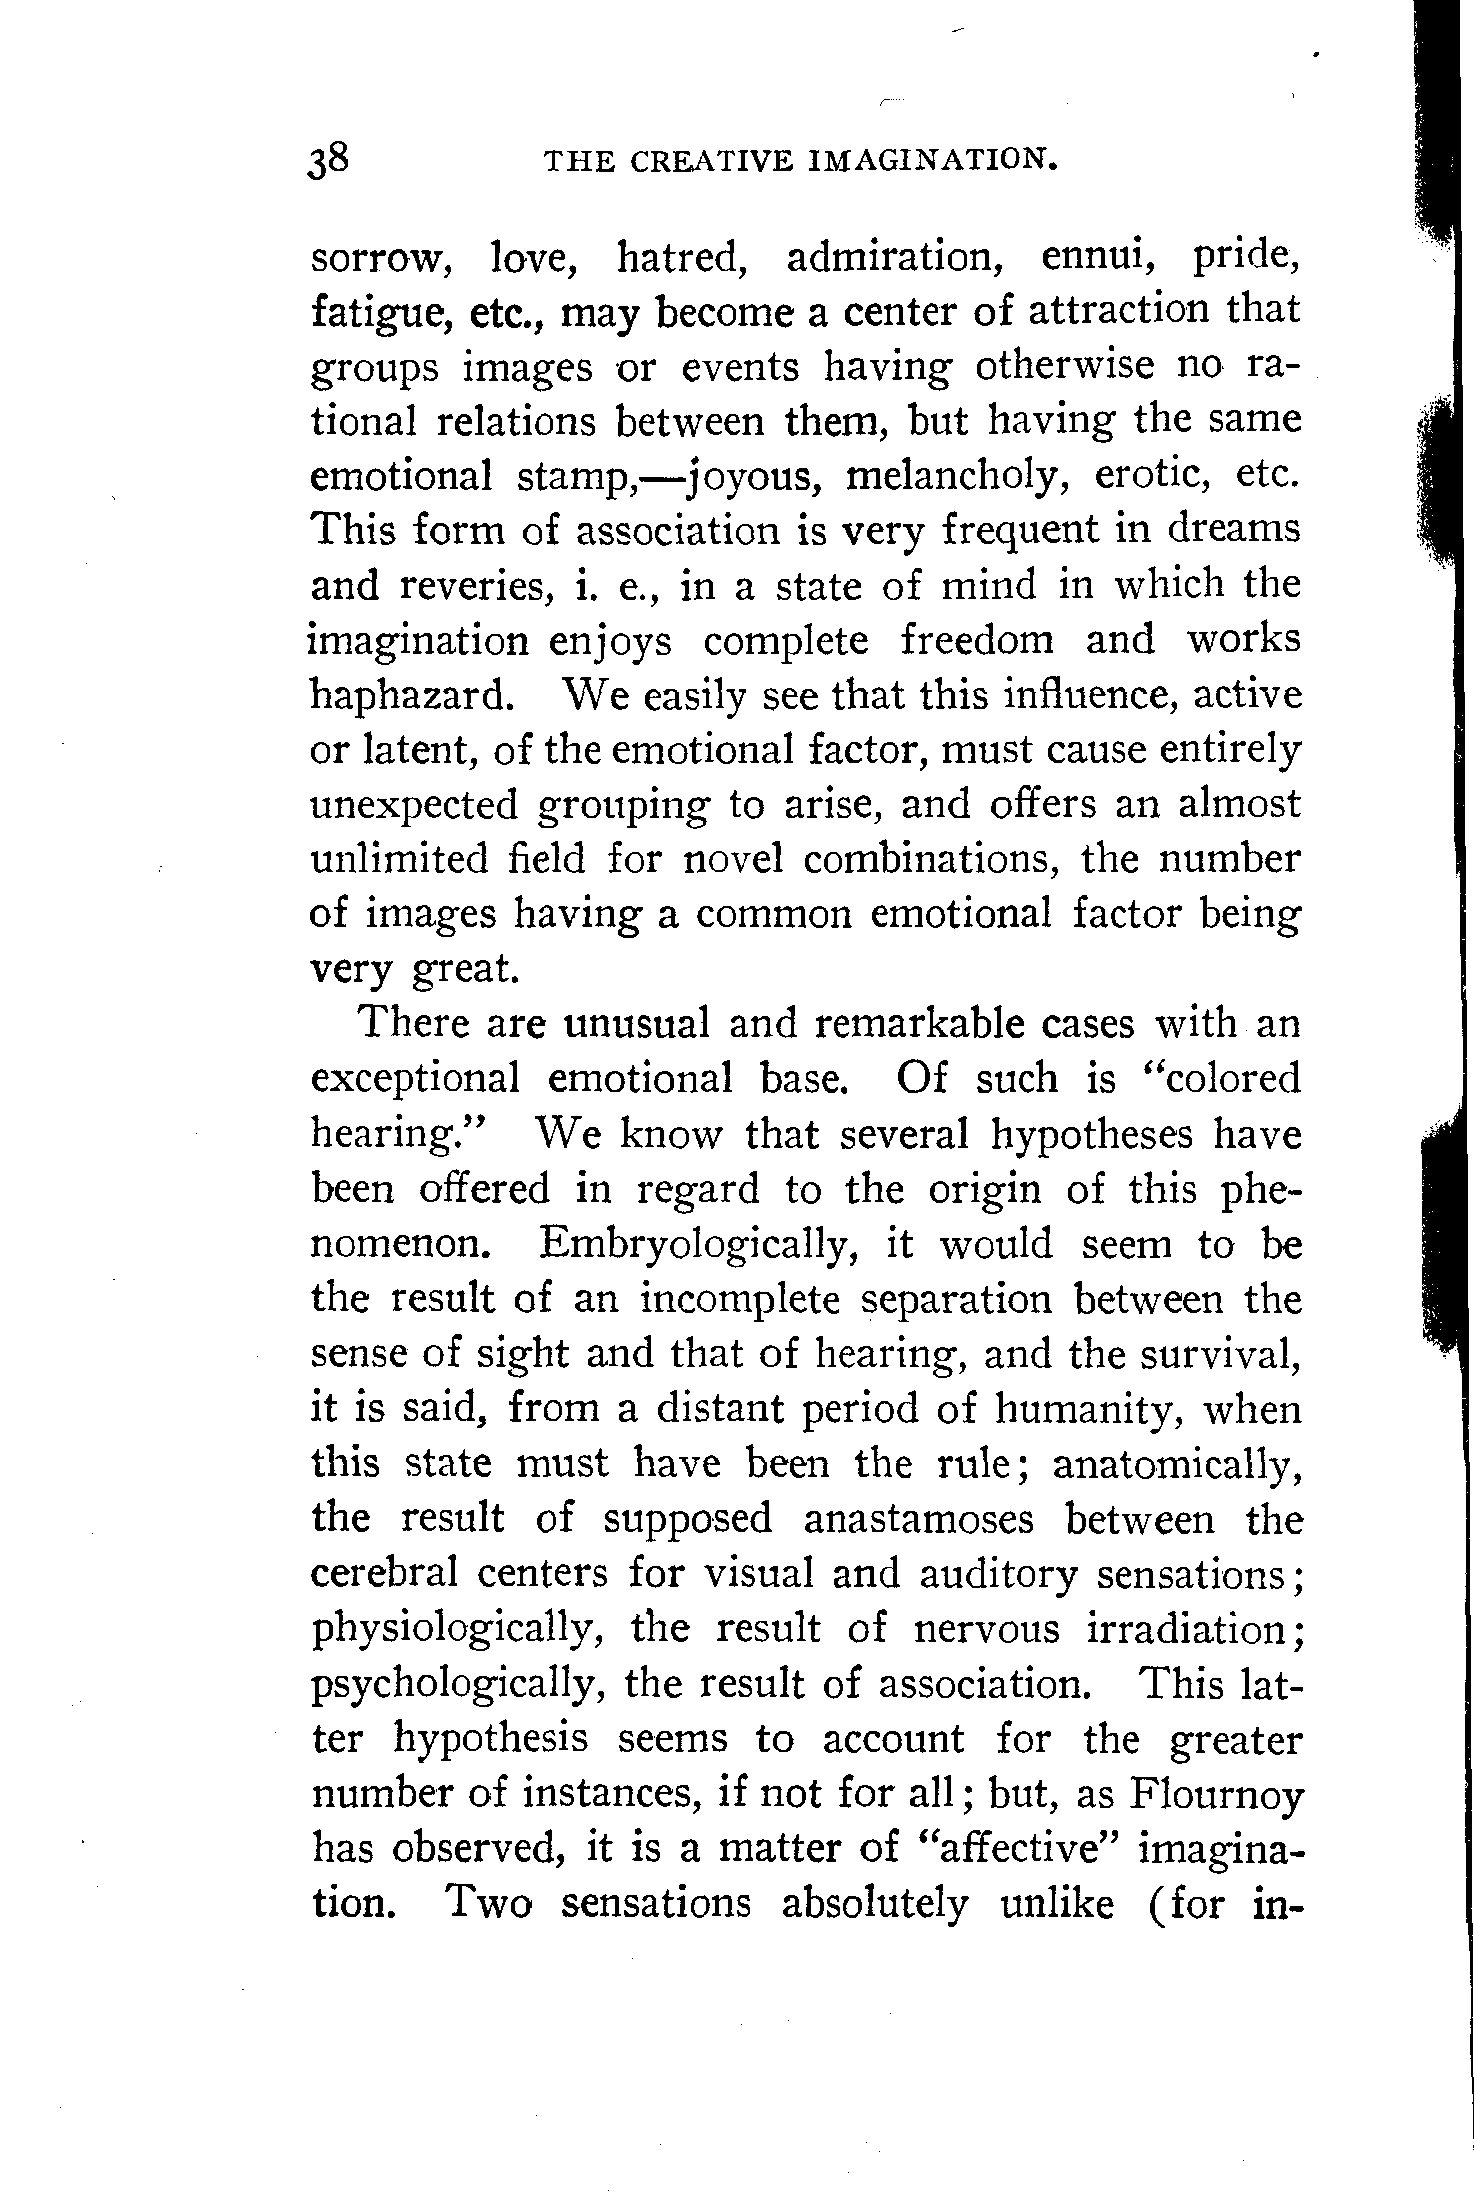 38 THE CREATIVE IMAGINATION.
sorrow, love, hatred, admiration, ennui, pride,
fatigue, etc., may become a center of attraction that
groups images or events having otherwise no ra-
tional relations between them, but having the same
emotional stamp,—joyous, melancholy, erotic, etc.
This form of association is very frequent in dreams
and reveries, i. e., in a state of mind in which the
imagination enjoys complete freedom and works
haphazard. We easily see that this influence, active
or latent, of the emotional factor, must cause entirely
unexpected grouping to arise, and offers an almost
unlimited field for novel combinations, the number
of images having a common emotional factor being
very great.
There are unusual and remarkable cases with an
exceptional emotional base. Of such is “colored
hearing.” We know that several hypotheses have
been offered in regard to the origin of this phe-
nomenon. Embryologically, it would seem to be
the result of an incomplete separation between the
sense of sight and that of hearing, and the survival,
it is said, from a distant period of humanity, when
this state must have been the rule; anatomically,
the result of supposed anastamoses between the
cerebral centers for visual and auditory sensations;
physiologically, the result of nervous irradiation;
psychologically, the result of association. This lat-
ter hypothesis seems to account for the greater
number of instances, if not for all; but, as Flournoy
has observed, it is a matter of “affective” imagina-
tion. Two sensations absolutely unlike (for in-